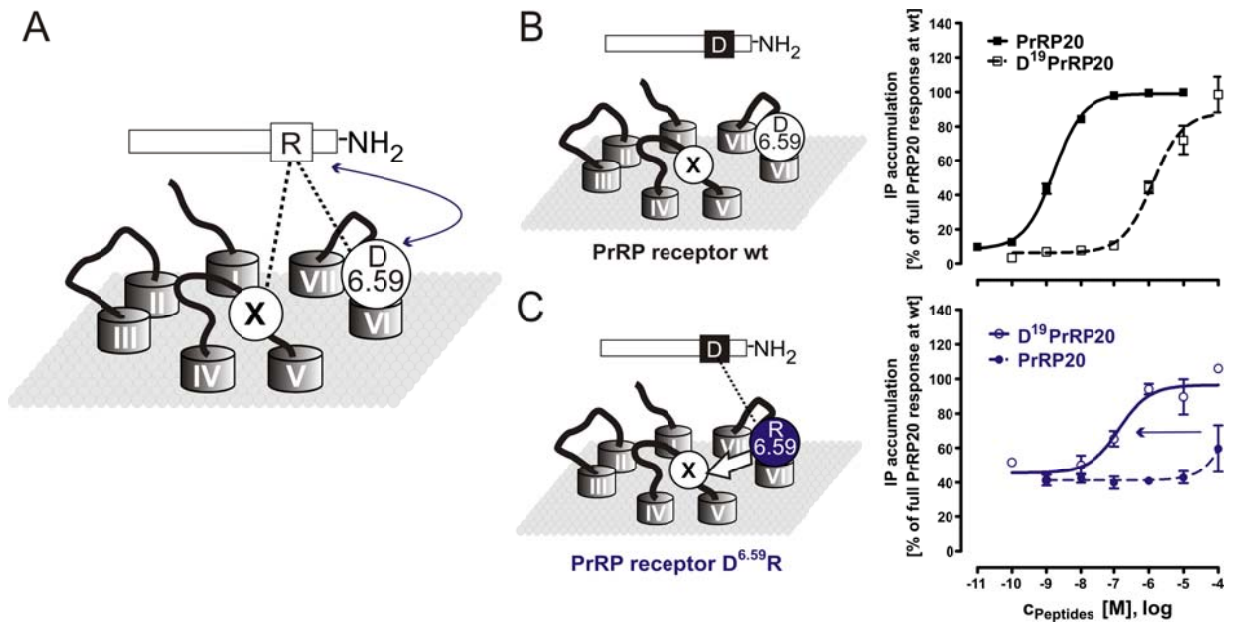 A
R
-NH2
D
6.59
X
I
II
III
IV
V
VI
VII
B
D
-NH2
D
6.59
X
I
II
III
IV
V
VI
VII
PrRP receptor wt
IP accumulation
[% of full PrRP20 response at wt]
140
120
100
80
60
40
20
0
PrRP20
D19PrRP20
C
D
-NH2
R
6.59
X
I
II
III
IV
V
VI
VII
PrRP receptor D6.59R
IP accumulation
[% of full PrRP20 response at wt]
140
120
100
80
60
40
20
0
D19PrRP20
PrRP20
-11 -10 -9 -8 -7 -6 -5 -4
cPeptides [M], log